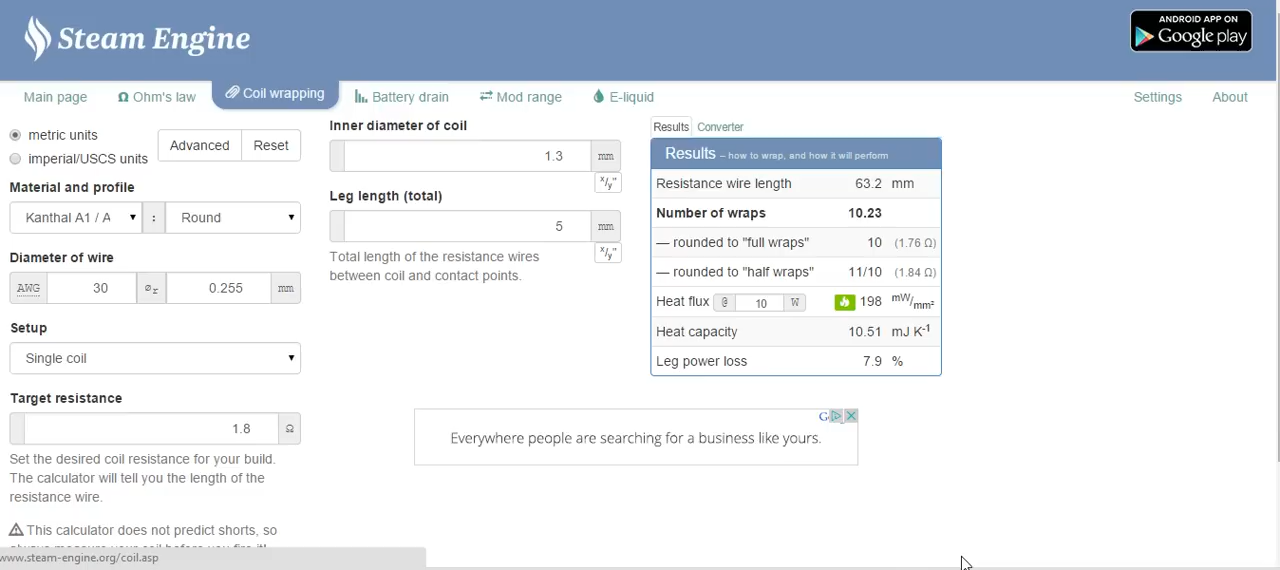 Steam Engine
ANDROID APP ON
Google play
Main page
Ω Ohm's law
Coil wrapping
Battery drain
Mod range
E-liquid
Settings
About
metric units
imperial/USCS units
Advanced
Reset
Material and profile
Kanthal A1 / A
:
Round
Diameter of wire
AWG 30 ør 0.255 mm
Setup
Single coil
Target resistance
1.8 Ω
Set the desired coil resistance for your build.
The calculator will tell you the length of the
resistance wire.
This calculator does not predict shorts, so
www.steam-engine.org/coil.asp
Inner diameter of coil
1.3 mm
x/y"
Leg length (total)
5 mm
x/y"
Total length of the resistance wires
between coil and contact points.
Results Converter
Results – how to wrap, and how it will perform
Resistance wire length 63.2 mm
Number of wraps 10.23
— rounded to "full wraps" 10 (1.76 Ω)
— rounded to "half wraps" 11/10 (1.84 Ω)
Heat flux @ 10 W 198 mW/mm²
Heat capacity 10.51 mJ K-1
Leg power loss 7.9 %
Everywhere people are searching for a business like yours.